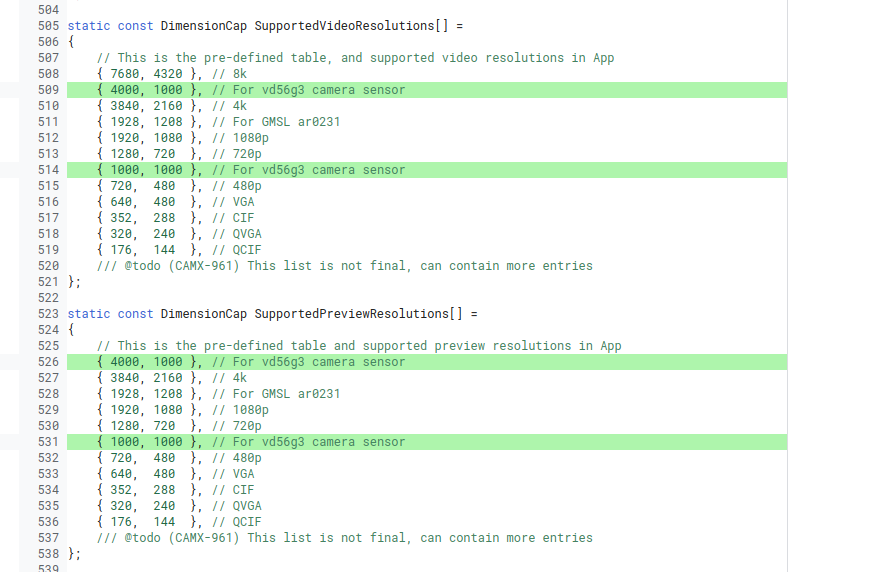 504
505 static const DimensionCap SupportedVideoResolutions[] =
506 {
507     // This is the pre-defined table, and supported video resolutions in App
508     { 7680, 4320 }, // 8k
509     { 4000, 1000 }, // For vd56g3 camera sensor
510     { 3840, 2160 }, // 4k
511     { 1928, 1208 }, // For GMSL ar0231
512     { 1920, 1080 }, // 1080p
513     { 1280, 720  }, // 720p
514     { 1000, 1000 }, // For vd56g3 camera sensor
515     { 720,  480  }, // 480p
516     { 640,  480  }, // VGA
517     { 352,  288  }, // CIF
518     { 320,  240  }, // QVGA
519     { 176,  144  }, // QCIF
520     /// @todo (CAMX-961) This list is not final, can contain more entries
521 };
522
523 static const DimensionCap SupportedPreviewResolutions[] =
524 {
525     // This is the pre-defined table and supported preview resolutions in App
526     { 4000, 1000 }, // For vd56g3 camera sensor
527     { 3840, 2160 }, // 4k
528     { 1928, 1208 }, // For GMSL ar0231
529     { 1920, 1080 }, // 1080p
530     { 1280, 720  }, // 720p
531     { 1000, 1000 }, // For vd56g3 camera sensor
532     { 720,  480  }, // 480p
533     { 640,  480  }, // VGA
534     { 352,  288  }, // CIF
535     { 320,  240  }, // QVGA
536     { 176,  144  }, // QCIF
537     /// @todo (CAMX-961) This list is not final, can contain more entries
538 };
539